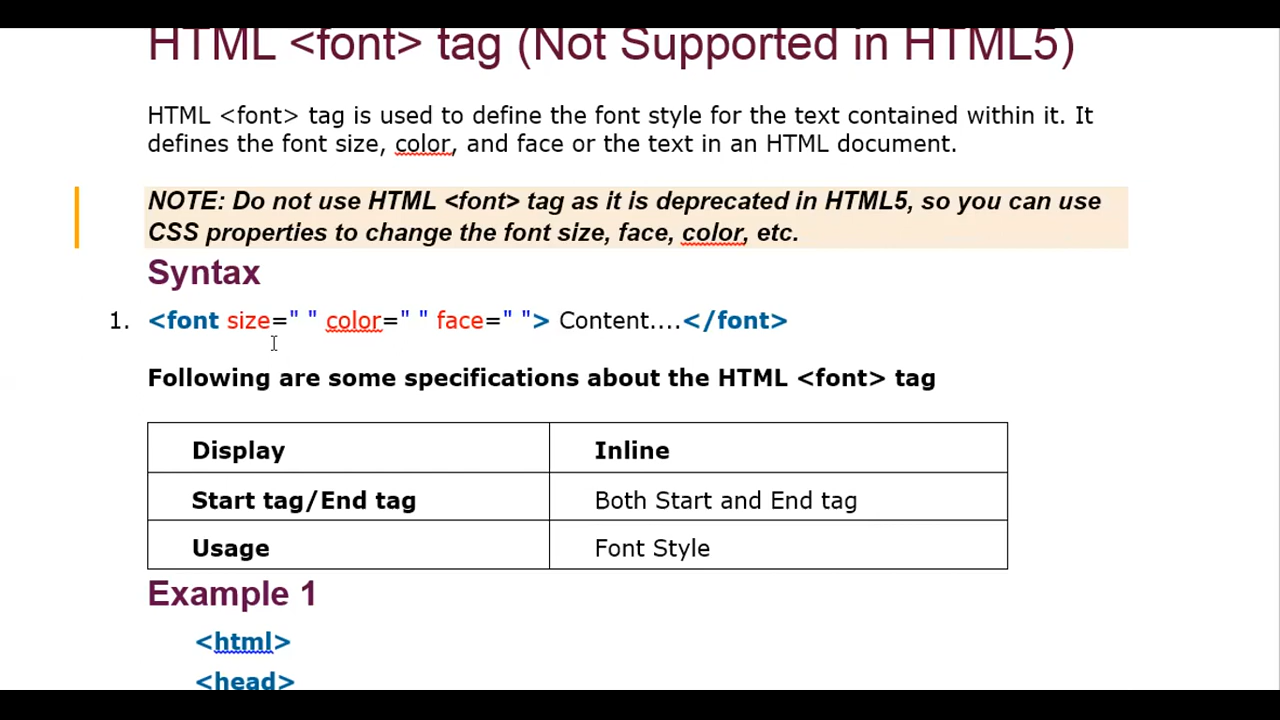 HTML <font> tag (Not Supported in HTML5)
HTML <font> tag is used to define the font style for the text contained within it. It
defines the font size, color, and face or the text in an HTML document.
NOTE: Do not use HTML <font> tag as it is deprecated in HTML5, so you can use
CSS properties to change the font size, face, color, etc.
Syntax
1. <font size=" " color=" " face=" "> Content....</font>
Following are some specifications about the HTML <font> tag
Display Inline
Start tag/End tag Both Start and End tag
Usage Font Style
Example 1
<html>
<head>